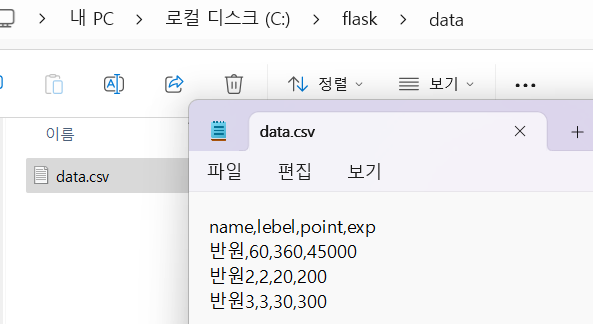 내 PC > 로컬 디스크 (C:) > flask > data
정렬 보기 ...
이름
data.csv
data.csv
파일 편집 보기
name,lebel,point,exp
반원,60,360,45000
반원2,2,20,200
반원3,3,30,300